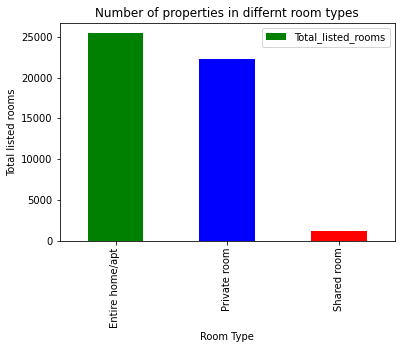 Number of properties in differnt room types
Total_listed_rooms
Total listed rooms
25000
20000
15000
10000
5000
0
Entire home/apt
Private room
Shared room
Room Type